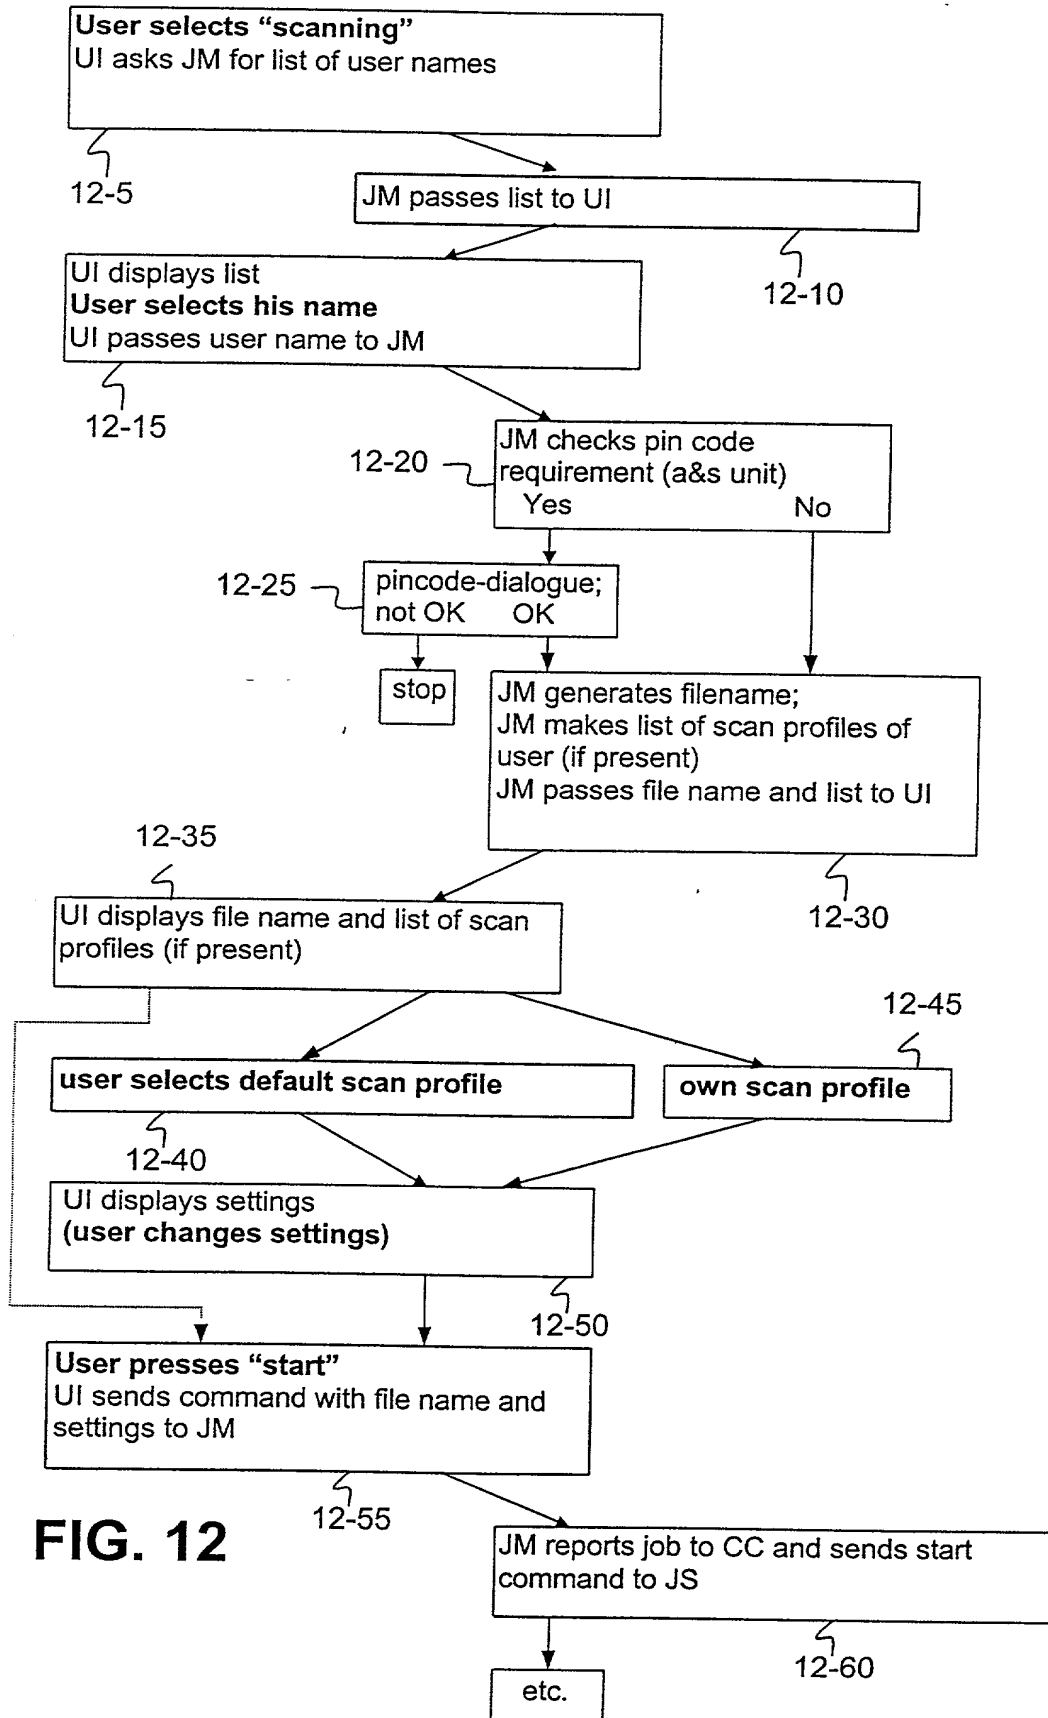 User selects “scanning”
UI asks JM for list of user names
12-5
JM passes list to UI
12-10
UI displays list
User selects his name
UI passes user name to JM
12-15
JM checks pin code
requirement (a&s unit)
Yes No
12-20
pincode-dialogue;
not OK OK
12-25
stop
JM generates filename;
JM makes list of scan profiles of
user (if present)
JM passes file name and list to UI
12-30
12-35
UI displays file name and list of scan
profiles (if present)
12-45
user selects default scan profile
own scan profile
12-40
UI displays settings
(user changes settings)
12-50
User presses “start”
UI sends command with file name and
settings to JM
12-55
FIG. 12
JM reports job to CC and sends start
command to JS
12-60
etc.